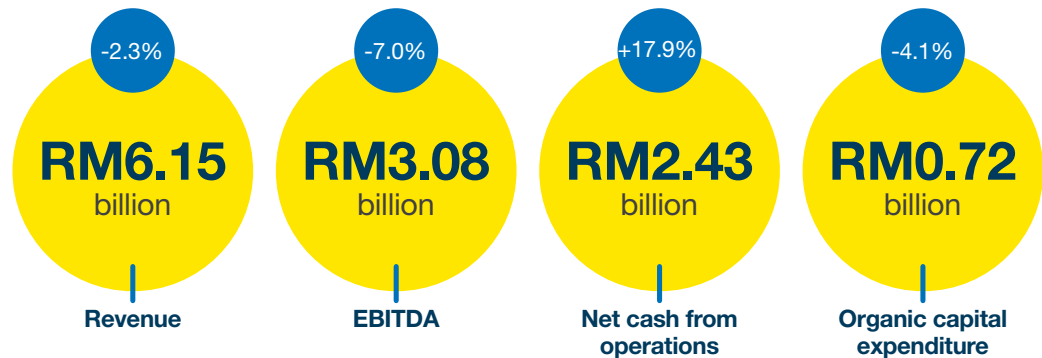 -2.3%
-7.0%
+17.9%
-4.1%
RM6.15
billion
RM3.08
billion
RM2.43
billion
RM0.72
billion
Revenue
EBITDA
Net cash from
operations
Organic capital
expenditure